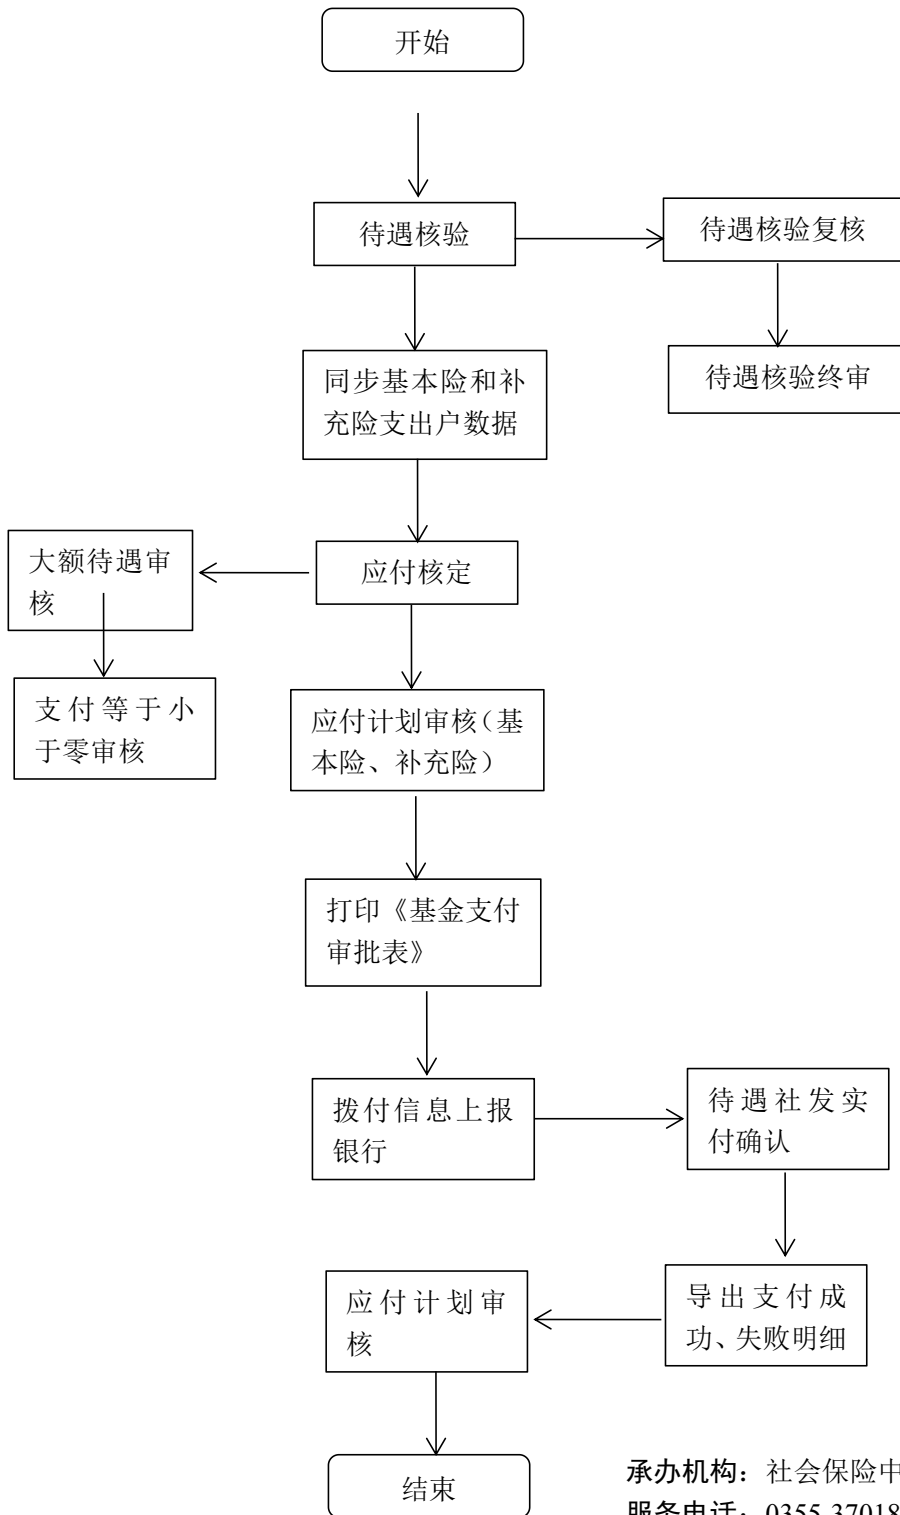 开始
待遇核验
待遇核验复核
同步基本险和补
充险支出户数据
待遇核验终审
大额待遇审
核
应付核定
支付等于小
于零审核
应付计划审核（基
本险、补充险）
打印《基金支付
审批表》
拨付信息上报
银行
待遇社发实
付确认
应付计划审
核
导出支付成
功、失败明细
结束
承办机构：社会保险中
服务电话：0355-37018